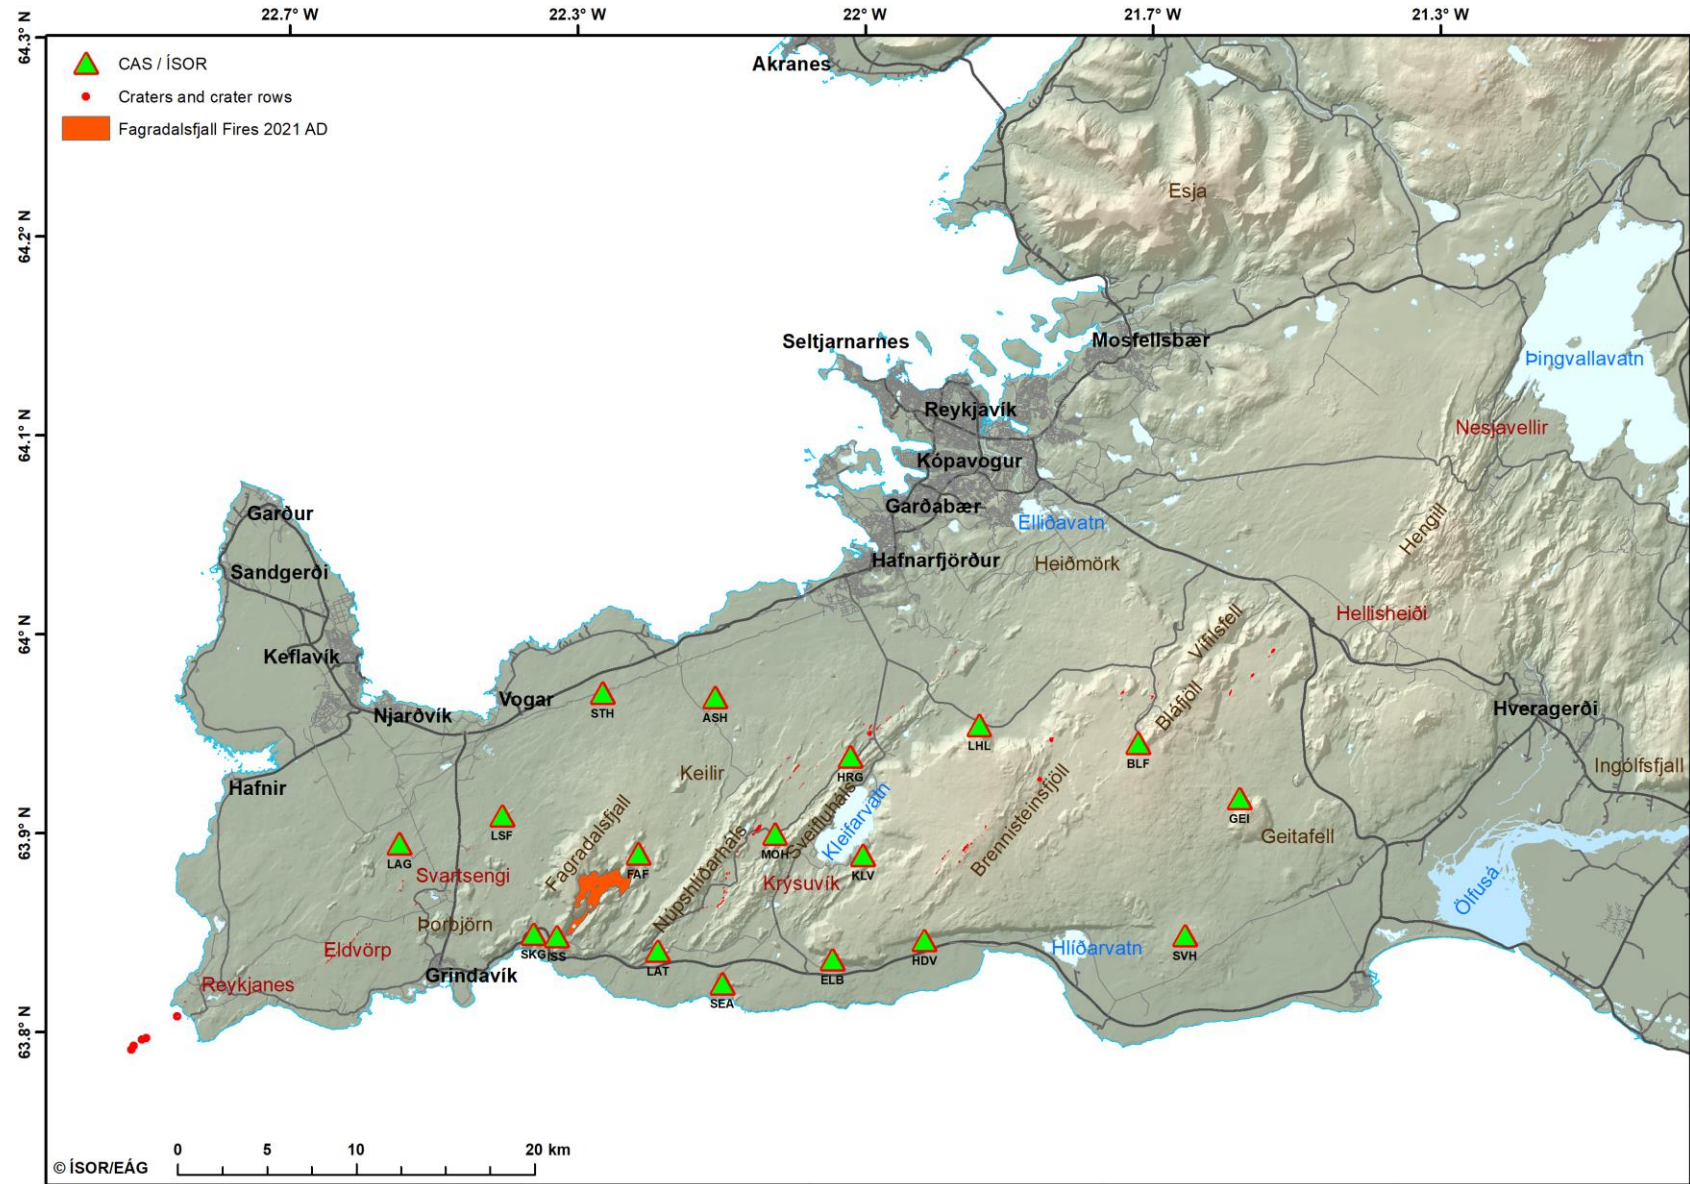 22.7° W
22.3° W
22° W
21.7° W
21.3° W
64.3° N
64.2° N
64.1° N
64° N
63.9° N
63.8° N
CAS / ÍSOR
Craters and crater rows
Fagradalsfjall Fires 2021 AD
Akranes
Esja
Seltjarnarnes
Mosfellsbær
Þingvallavatn
Reykjavík
Nesjavellir
Kópavogur
Garðabær
Elliðavatn
Hengill
Garður
Hafnarfjörður
Heiðmörk
Sandgerði
Hellisheiði
Vífilsfell
Keflavík
Vogar
STH
ASH
Bláfjöll
Hveragerði
Njarðvík
LHL
BLF
Keilir
HRG
Ingólfsfjall
Hafnir
Sveifluháls
Kleifarvatn
Brennisteinsfjöll
GEI
Geitafell
LSF
LAG
Fagradalsfjall
MOH
KLV
FAF
Svartsengi
Krýsuvík
Núpshlíðarháls
Ölfusá
Þorbjörn
Eldvörp
SKG
ISS
LAT
ELB
HDV
Hlíðarvatn
SVH
Grindavík
Reykjanes
SEA
0 5 10 20 km
© ÍSOR/EÁG